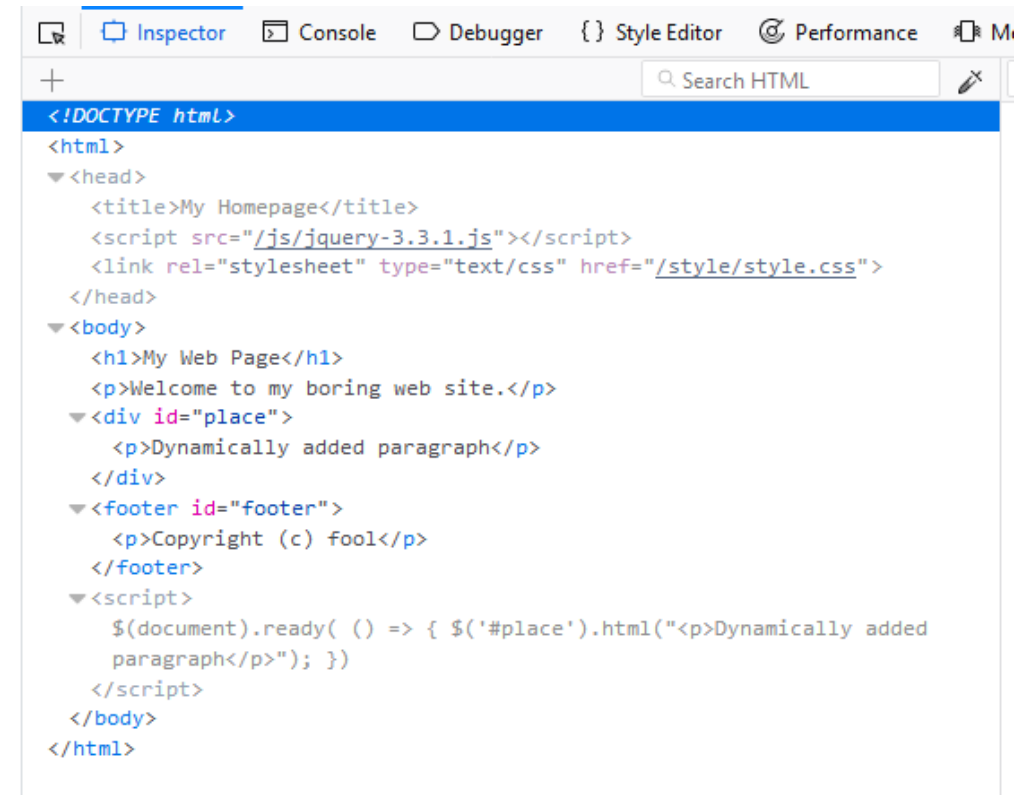 Inspector Console Debugger { } Style Editor Performance
+ Search HTML
<!DOCTYPE html>
<html>
<head>
<title>My Homepage</title>
<script src="/js/jquery-3.3.1.js"></script>
<link rel="stylesheet" type="text/css" href="/style/style.css">
</head>
<body>
<h1>My Web Page</h1>
<p>Welcome to my boring web site.</p>
<div id="place">
<p>Dynamically added paragraph</p>
</div>
<footer id="footer">
<p>Copyright (c) fool</p>
</footer>
<script>
$(document).ready( () => { $('#place').html("<p>Dynamically added
paragraph</p>"); })
</script>
</body>
</html>